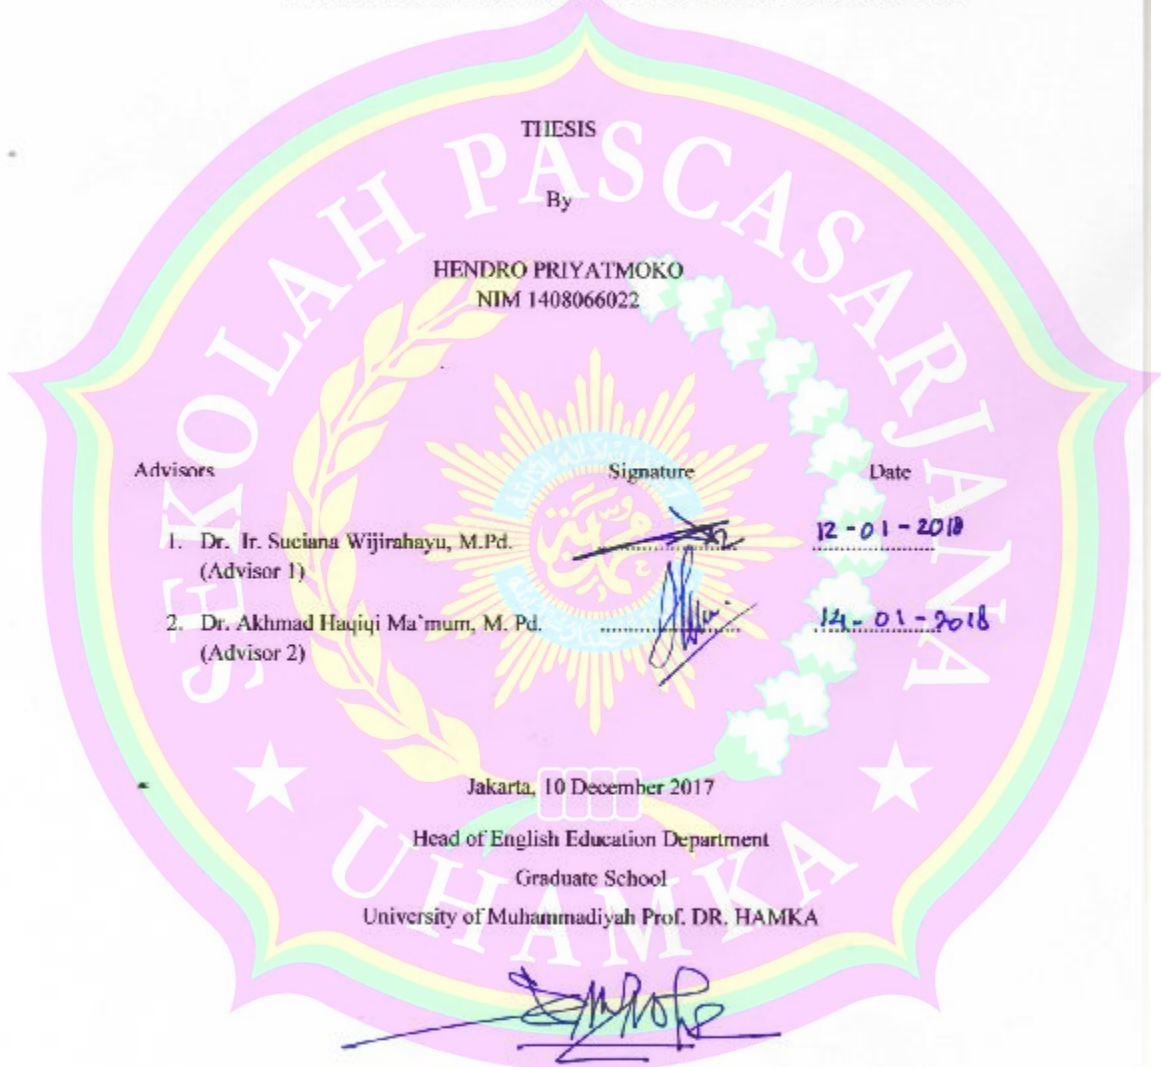 THESIS
By
HENDRO PRIYATMOKO
NIM 1408066022
Advisors Signature Date
1. Dr. Ir. Suciana Wijirahayu, M.Pd. 12-01-2018
(Advisor 1)
2. Dr. Akhmad Haqiqi Ma'mum, M. Pd. 14-01-2018
(Advisor 2)
Jakarta, 10 December 2017
Head of English Education Department
Graduate School
University of Muhammadiyah Prof. DR. HAMKA
SEKOLAH PASCASARJANA
UHAMKA